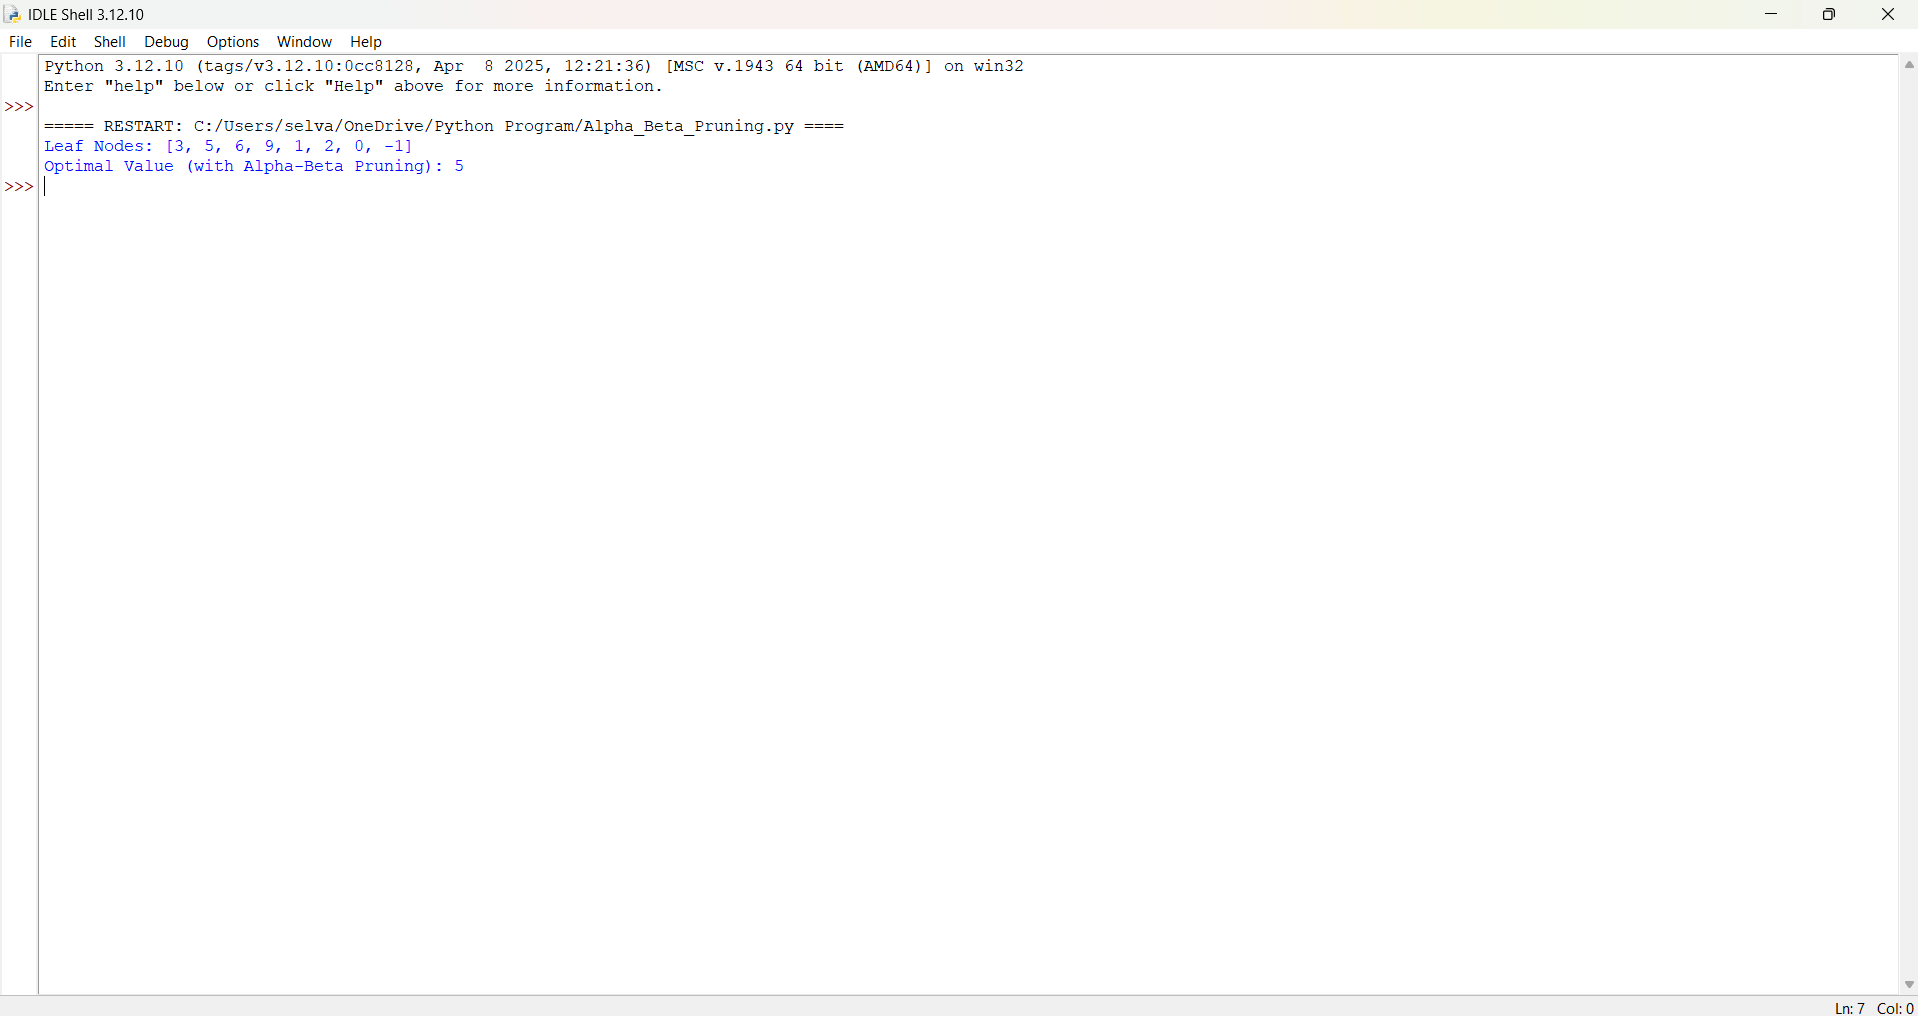 IDLE Shell 3.12.10
File Edit Shell Debug Options Window Help
Python 3.12.10 (tags/v3.12.10:0cc8128, Apr  8 2025, 12:21:36) [MSC v.1943 64 bit (AMD64)] on win32
Enter "help" below or click "Help" above for more information.
>>>
===== RESTART: C:/Users/selva/OneDrive/Python Program/Alpha_Beta_Pruning.py ====
Leaf Nodes: [3, 5, 6, 9, 1, 2, 0, -1]
Optimal Value (with Alpha-Beta Pruning): 5
>>>
Ln: 7 Col: 0